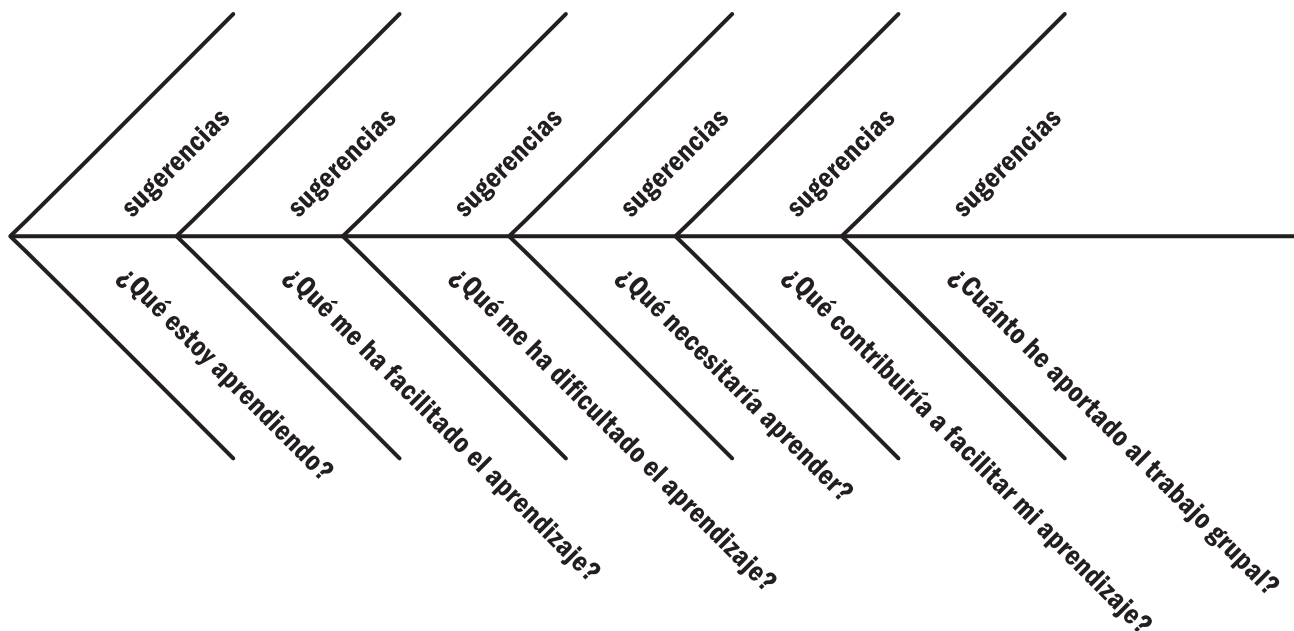 sugerencias
sugerencias
sugerencias
sugerencias
sugerencias
sugerencias
¿Qué estoy aprendiendo?
¿Qué me ha facilitado el aprendizaje?
¿Qué me ha dificultado el aprendizaje?
¿Qué necesitaría aprender?
¿Qué contribuiría a facilitar mi aprendizaje?
¿Cuánto he aportado al trabajo grupal?